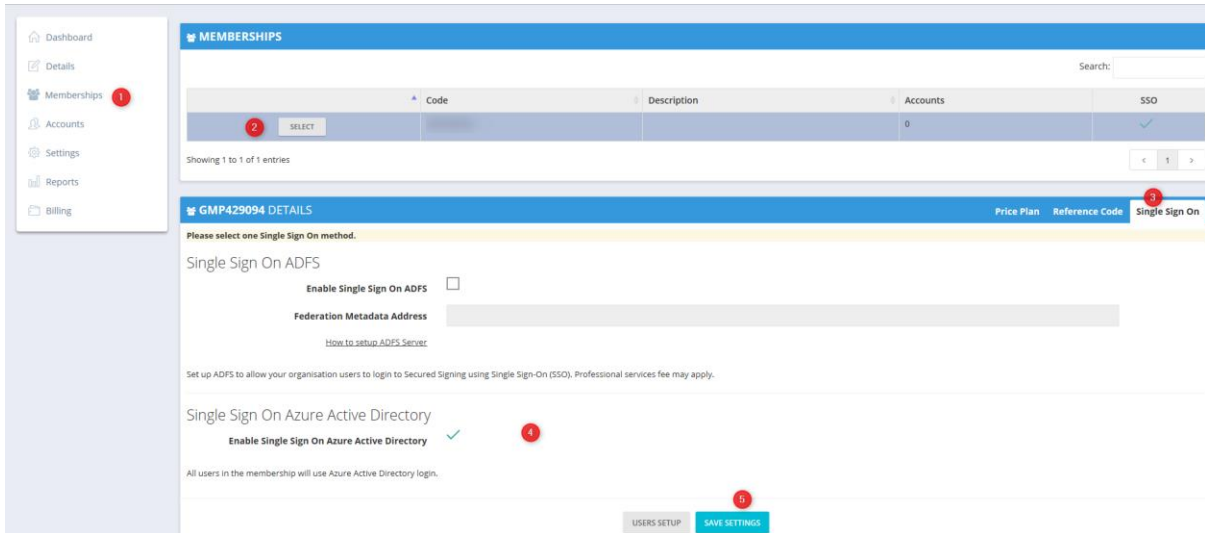 Dashboard
Details
Memberships 1
Accounts
Settings
Reports
Billing
MEMBERSHIPS
Search:
Code Description Accounts SSO
2 SELECT 0
Showing 1 to 1 of 1 entries
< 1 >
3
GMP429094 DETAILS Price Plan Reference Code Single Sign On
Please select one Single Sign On method.
Single Sign On ADFS
Enable Single Sign On ADFS
Federation Metadata Address
How to setup ADFS Server
Set up ADFS to allow your organisation users to login to Secured Signing using Single Sign-On (SSO). Professional services fee may apply.
Single Sign On Azure Active Directory
Enable Single Sign On Azure Active Directory 4
All users in the membership will use Azure Active Directory login.
5
USERS SETUP SAVE SETTINGS